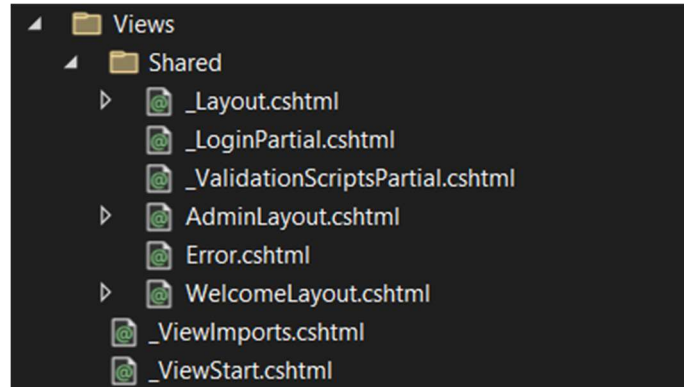 Views
Shared
_Layout.cshtml
_LoginPartial.cshtml
_ValidationScriptsPartial.cshtml
AdminLayout.cshtml
Error.cshtml
WelcomeLayout.cshtml
_ViewImports.cshtml
_ViewStart.cshtml